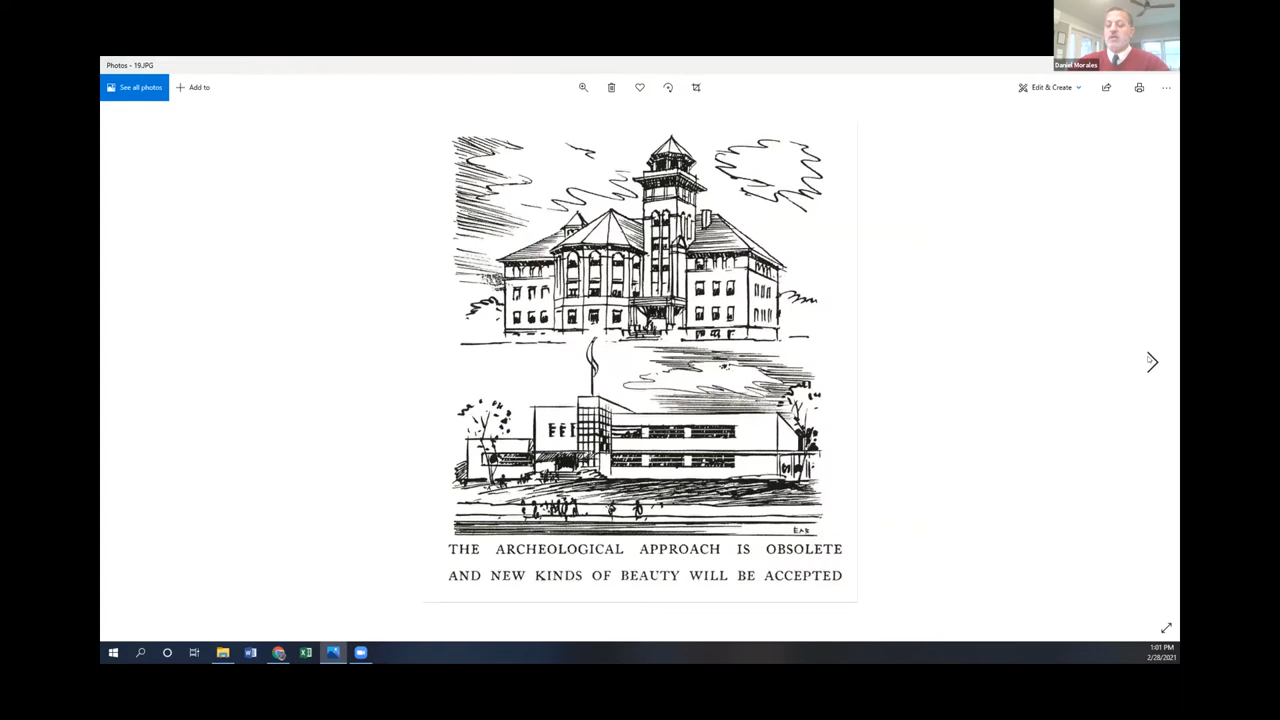 Daniel Morales
Photos - 19.JPG
See all photos
Add to
Edit & Create
THE ARCHEOLOGICAL APPROACH IS OBSOLETE
AND NEW KINDS OF BEAUTY WILL BE ACCEPTED
1:01 PM
2/28/2021